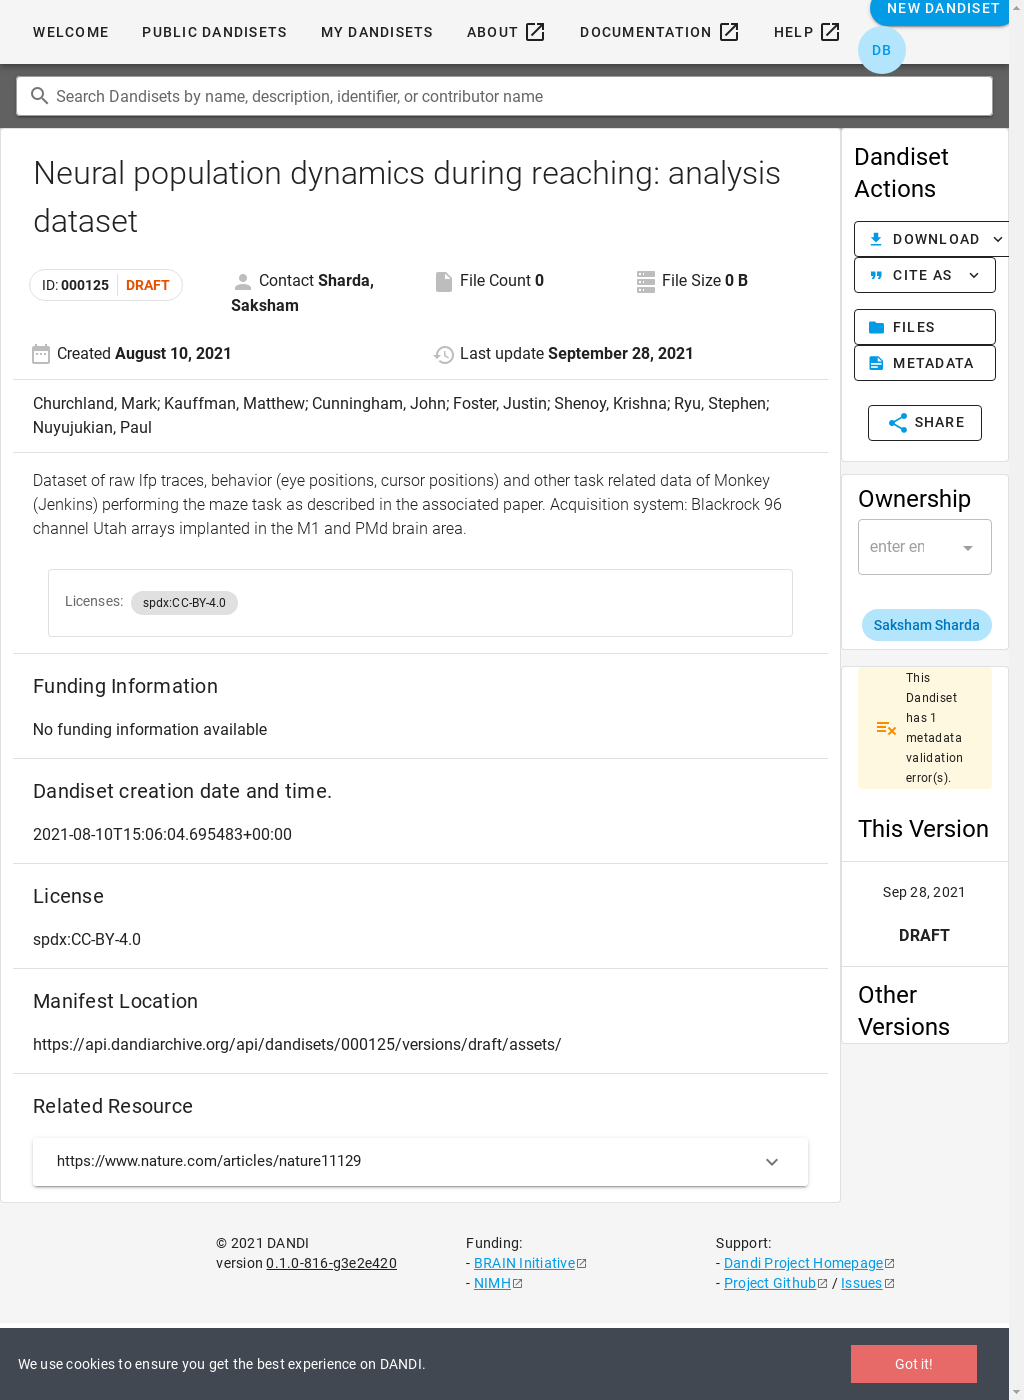 WELCOME PUBLIC DANDISETS MY DANDISETS ABOUT DOCUMENTATION HELP NEW DANDISET
DB
Search Dandisets by name, description, identifier, or contributor name
Neural population dynamics during reaching: analysis
dataset
ID: 000125 DRAFT
Contact Sharda,
Saksham
File Count 0
File Size 0 B
Created August 10, 2021
Last update September 28, 2021
Churchland, Mark; Kauffman, Matthew; Cunningham, John; Foster, Justin; Shenoy, Krishna; Ryu, Stephen;
Nuyujukian, Paul
Dataset of raw lfp traces, behavior (eye positions, cursor positions) and other task related data of Monkey
(Jenkins) performing the maze task as described in the associated paper. Acquisition system: Blackrock 96
channel Utah arrays implanted in the M1 and PMd brain area.
Licenses: spdx:CC-BY-4.0
Funding Information
No funding information available
Dandiset creation date and time.
2021-08-10T15:06:04.695483+00:00
License
spdx:CC-BY-4.0
Manifest Location
https://api.dandiarchive.org/api/dandisets/000125/versions/draft/assets/
Related Resource
https://www.nature.com/articles/nature11129
Dandiset
Actions
DOWNLOAD
CITE AS
FILES
METADATA
SHARE
Ownership
enter en
Saksham Sharda
This
Dandiset
has 1
metadata
validation
error(s).
This Version
Sep 28, 2021
DRAFT
Other
Versions
© 2021 DANDI
version 0.1.0-816-g3e2e420
Funding:
- BRAIN Initiative
- NIMH
Support:
- Dandi Project Homepage
- Project Github / Issues
We use cookies to ensure you get the best experience on DANDI.
Got it!